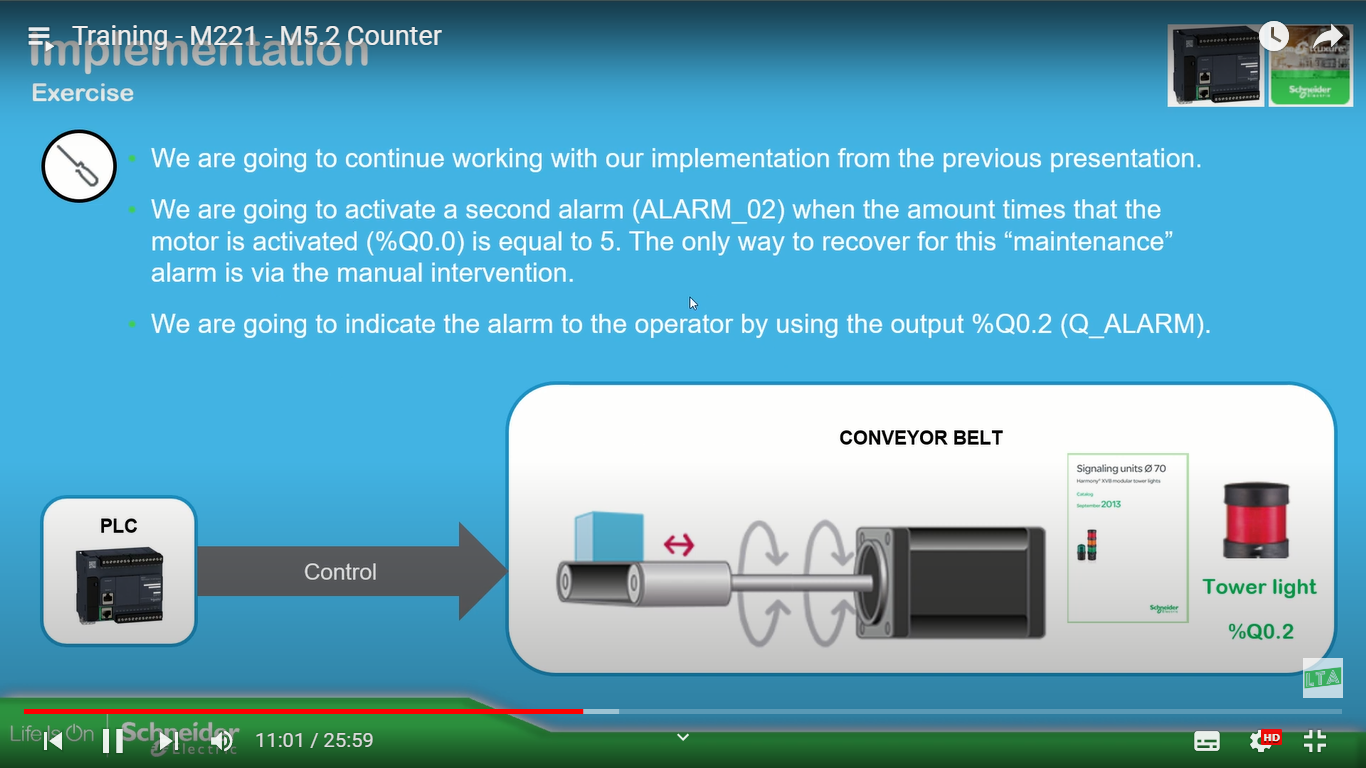 Training - M221 - M5.2 Counter
Implementation
Exercise
Schneider
Electric
• We are going to continue working with our implementation from the previous presentation.
• We are going to activate a second alarm (ALARM_02) when the amount times that the
motor is activated (%Q0.0) is equal to 5. The only way to recover for this “maintenance”
alarm is via the manual intervention.
• We are going to indicate the alarm to the operator by using the output %Q0.2 (Q_ALARM).
CONVEYOR BELT
Signaling units Ø 70
Harmony® XVB modular tower lights
Catalog
September 2013
Schneider
Electric
PLC
Control
Tower light
%Q0.2
LTA
Life Is On
Schneider
Electric
11:01 / 25:59
HD